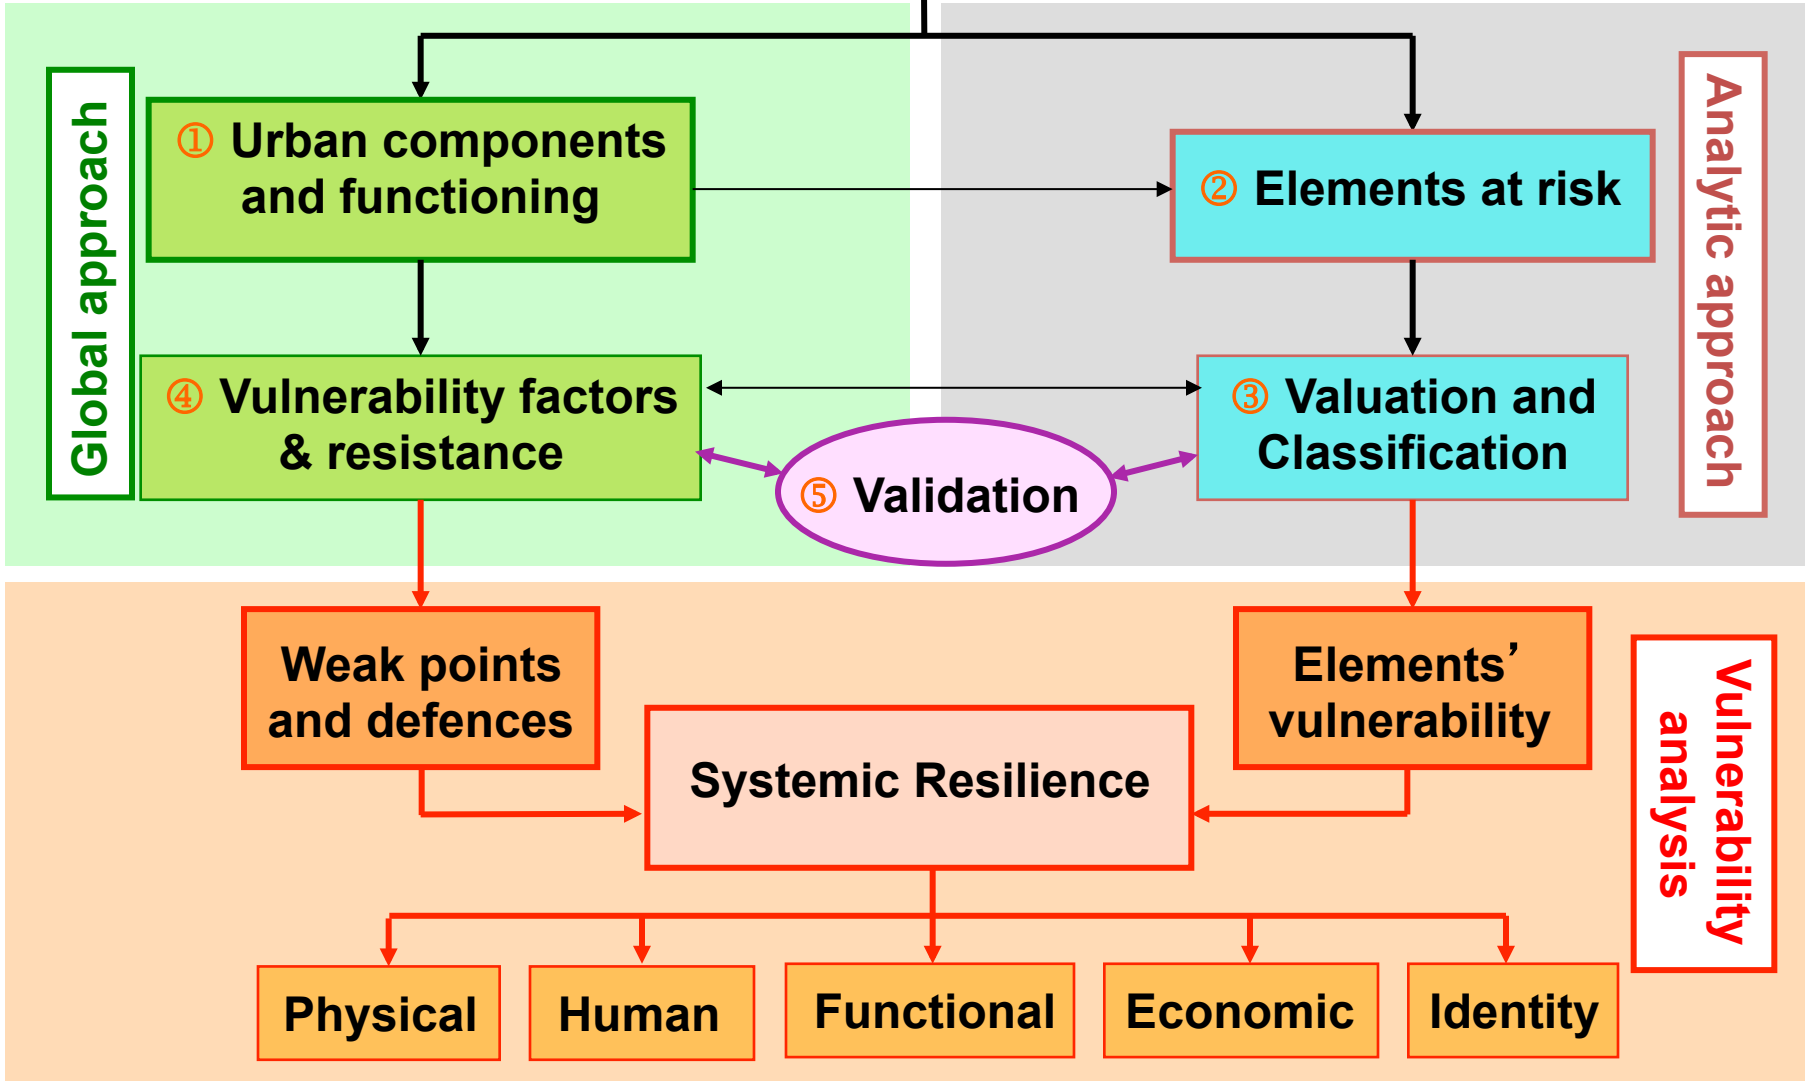 Global approach
① Urban components
and functioning
② Elements at risk
Analytic approach
④ Vulnerability factors
& resistance
③ Valuation and
Classification
⑤ Validation
Weak points
and defences
Elements’
vulnerability
Systemic Resilience
Vulnerability
analysis
Physical
Human
Functional
Economic
Identity